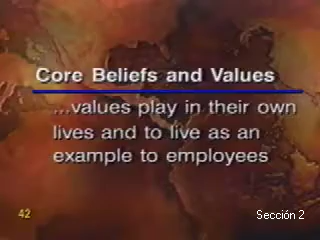 Core Beliefs and Values
...values play in their own
lives and to live as an
example to employees
42
Sección 2